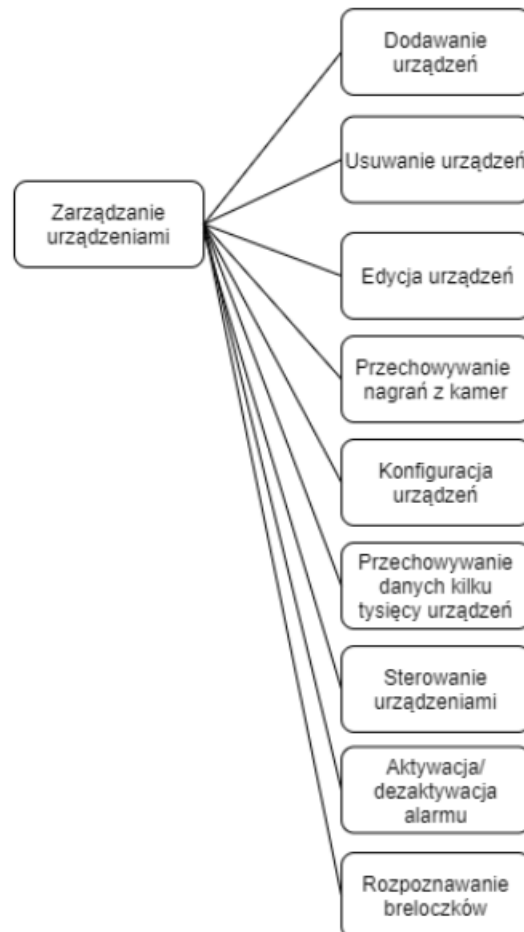 Dodawanie
urządzeń
Usuwanie urządzeń
Zarządzanie
urządzeniami
Edycja urządzeń
Przechowywanie
nagrań z kamer
Konfiguracja
urządzeń
Przechowywanie
danych kilku
tysięcy urządzeń
Sterowanie
urządzeniami
Aktywacja/
dezaktywacja
alarmu
Rozpoznawanie
breloczków